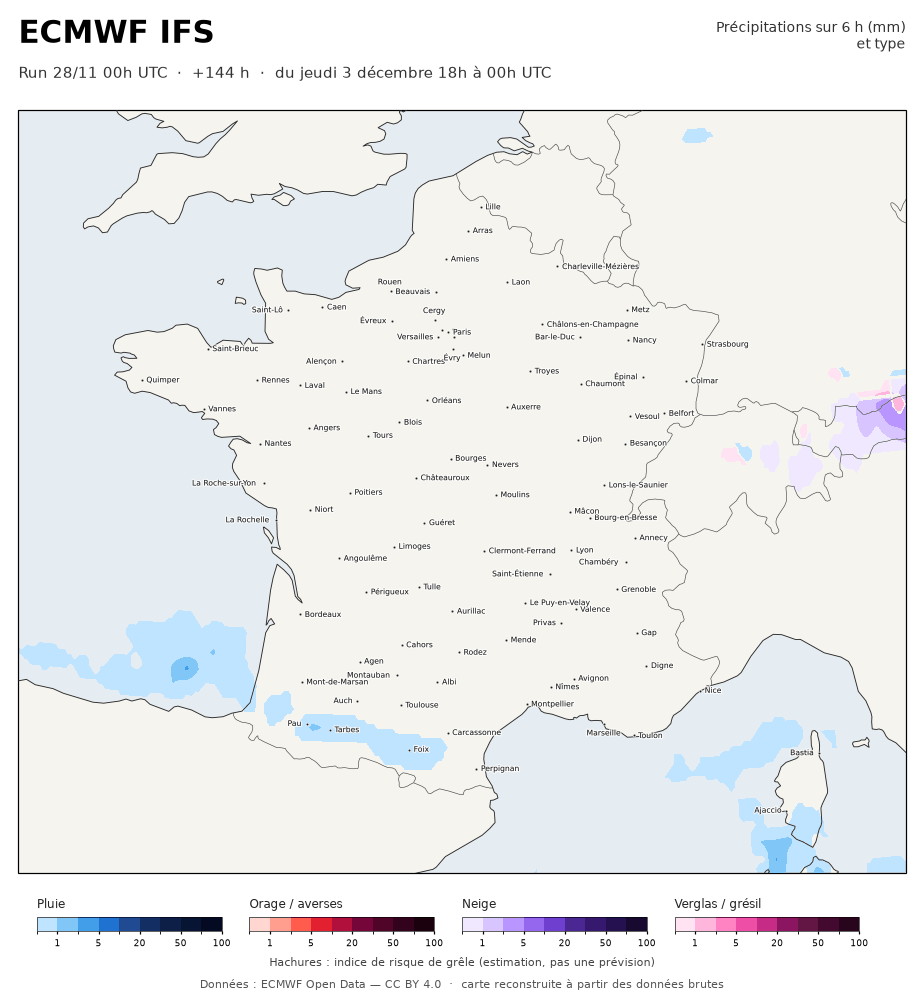 ECMWF IFS
Précipitations sur 6 h (mm)
et type
Run 28/11 00h UTC · +144 h · du jeudi 3 décembre 18h à 00h UTC
Lille
Arras
Amiens
Charleville-Mézières
Rouen
Laon
Beauvais
Saint-Lô
Caen
Cergy
Metz
Évreux
Châlons-en-Champagne
Versailles
Paris
Bar-le-Duc
Nancy
Strasbourg
Saint-Brieuc
Alençon
Chartres
Évry
Melun
Quimper
Rennes
Laval
Le Mans
Troyes
Épinal
Chaumont
Colmar
Vannes
Orléans
Auxerre
Vesoul
Belfort
Angers
Blois
Tours
Nantes
Dijon
Besançon
Bourges
Nevers
La Roche-sur-Yon
Châteauroux
Lons-le-Saunier
Poitiers
Moulins
Niort
Mâcon
La Rochelle
Guéret
Bourg-en-Bresse
Annecy
Limoges
Angoulême
Clermont-Ferrand
Lyon
Chambéry
Saint-Étienne
Périgueux
Tulle
Grenoble
Bordeaux
Aurillac
Le Puy-en-Velay
Valence
Privas
Cahors
Mende
Gap
Rodez
Agen
Digne
Montauban
Mont-de-Marsan
Albi
Avignon
Nîmes
Nice
Auch
Toulouse
Montpellier
Pau
Tarbes
Carcassonne
Marseille
Toulon
Foix
Bastia
Perpignan
Ajaccio
Pluie
Orage / averses
Neige
Verglas / grésil
1 5 20 50 100
1 5 20 50 100
1 5 20 50 100
1 5 20 50 100
Hachures : indice de risque de grêle (estimation, pas une prévision)
Données : ECMWF Open Data — CC BY 4.0 · carte reconstruite à partir des données brutes